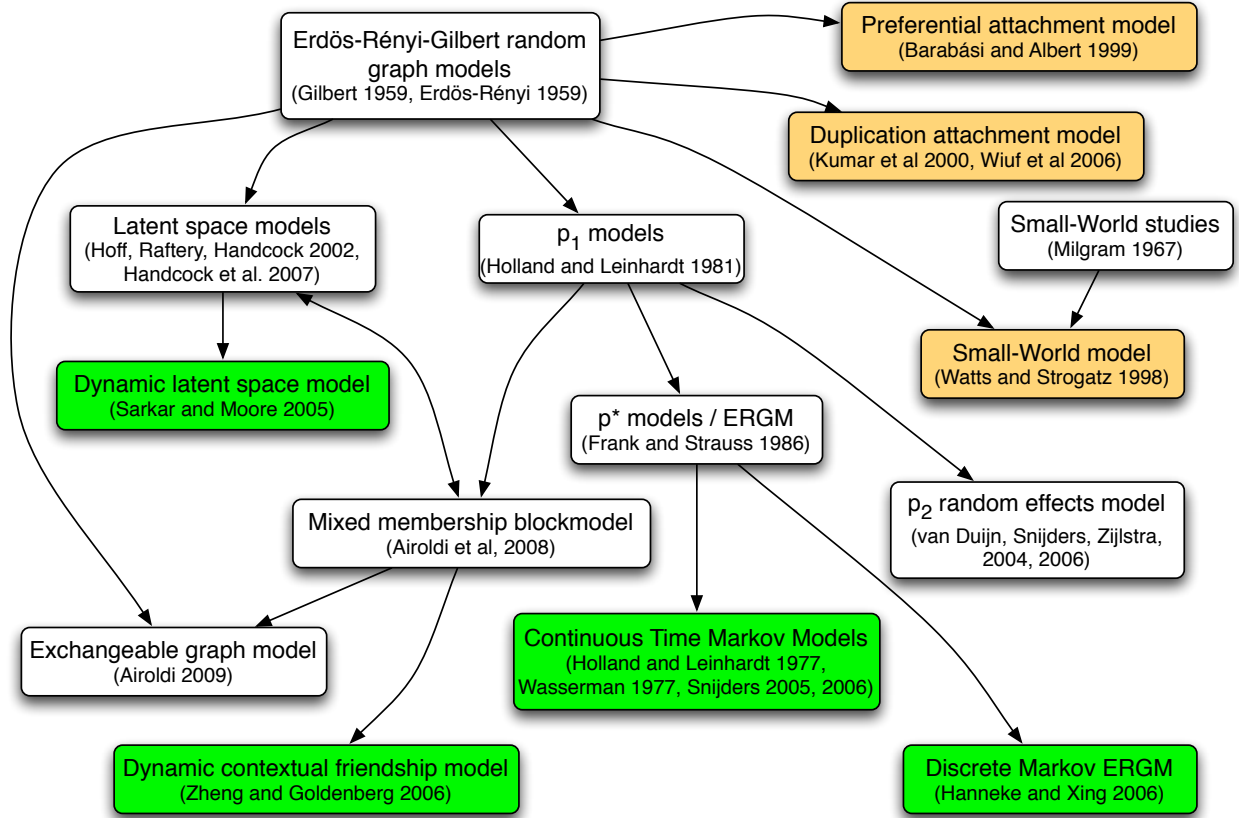 Erdös-Rényi-Gilbert random
graph models
(Gilbert 1959, Erdös-Rényi 1959)
Preferential attachment model
(Barabási and Albert 1999)
Duplication attachment model
(Kumar et al 2000, Wiuf et al 2006)
Latent space models
(Hoff, Raftery, Handcock 2002,
Handcock et al. 2007)
p1 models
(Holland and Leinhardt 1981)
Small-World studies
(Milgram 1967)
Small-World model
(Watts and Strogatz 1998)
Dynamic latent space model
(Sarkar and Moore 2005)
p* models / ERGM
(Frank and Strauss 1986)
p2 random effects model
(van Duijn, Snijders, Zijlstra,
2004, 2006)
Mixed membership blockmodel
(Airoldi et al, 2008)
Exchangeable graph model
(Airoldi 2009)
Continuous Time Markov Models
(Holland and Leinhardt 1977,
Wasserman 1977, Snijders 2005, 2006)
Dynamic contextual friendship model
(Zheng and Goldenberg 2006)
Discrete Markov ERGM
(Hanneke and Xing 2006)